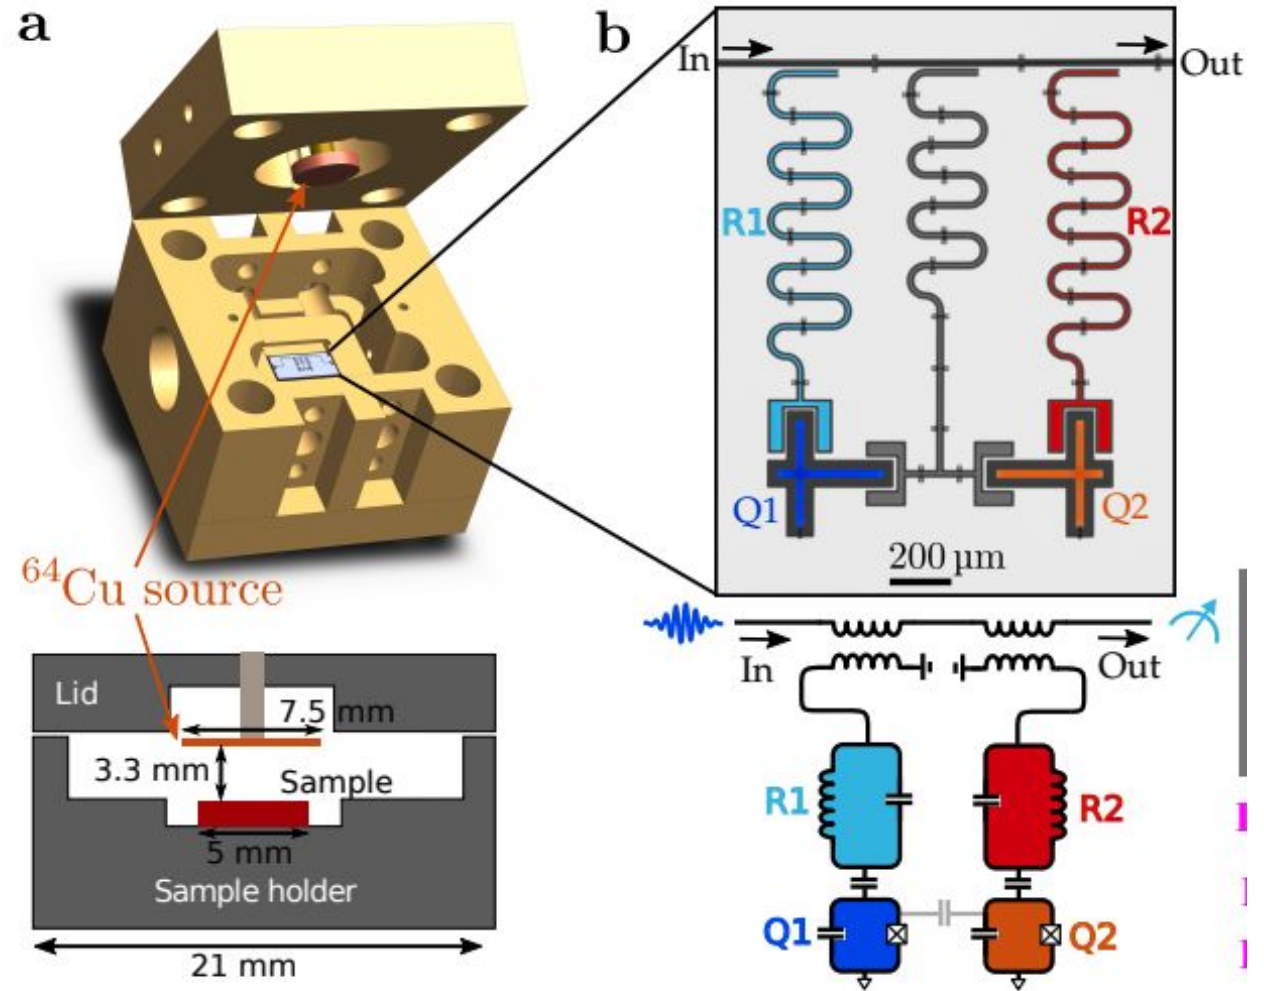 a
b
In
Out
R1
R2
Q1
Q2
200 µm
⁶⁴Cu source
In
Out
Lid
7.5 mm
3.3 mm
Sample
5 mm
Sample holder
21 mm
R1
R2
Q1
Q2